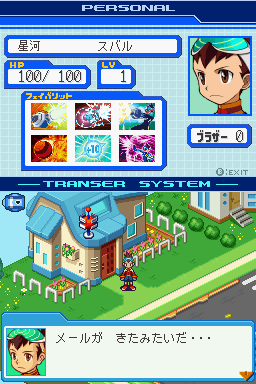 PERSONAL
星河 スバル
HP
100/ 100
LV
1
フェイバリット
+10
ブラザー 0
B:EXIT
TRANSER SYSTEM
メールが きたみたいだ・・・